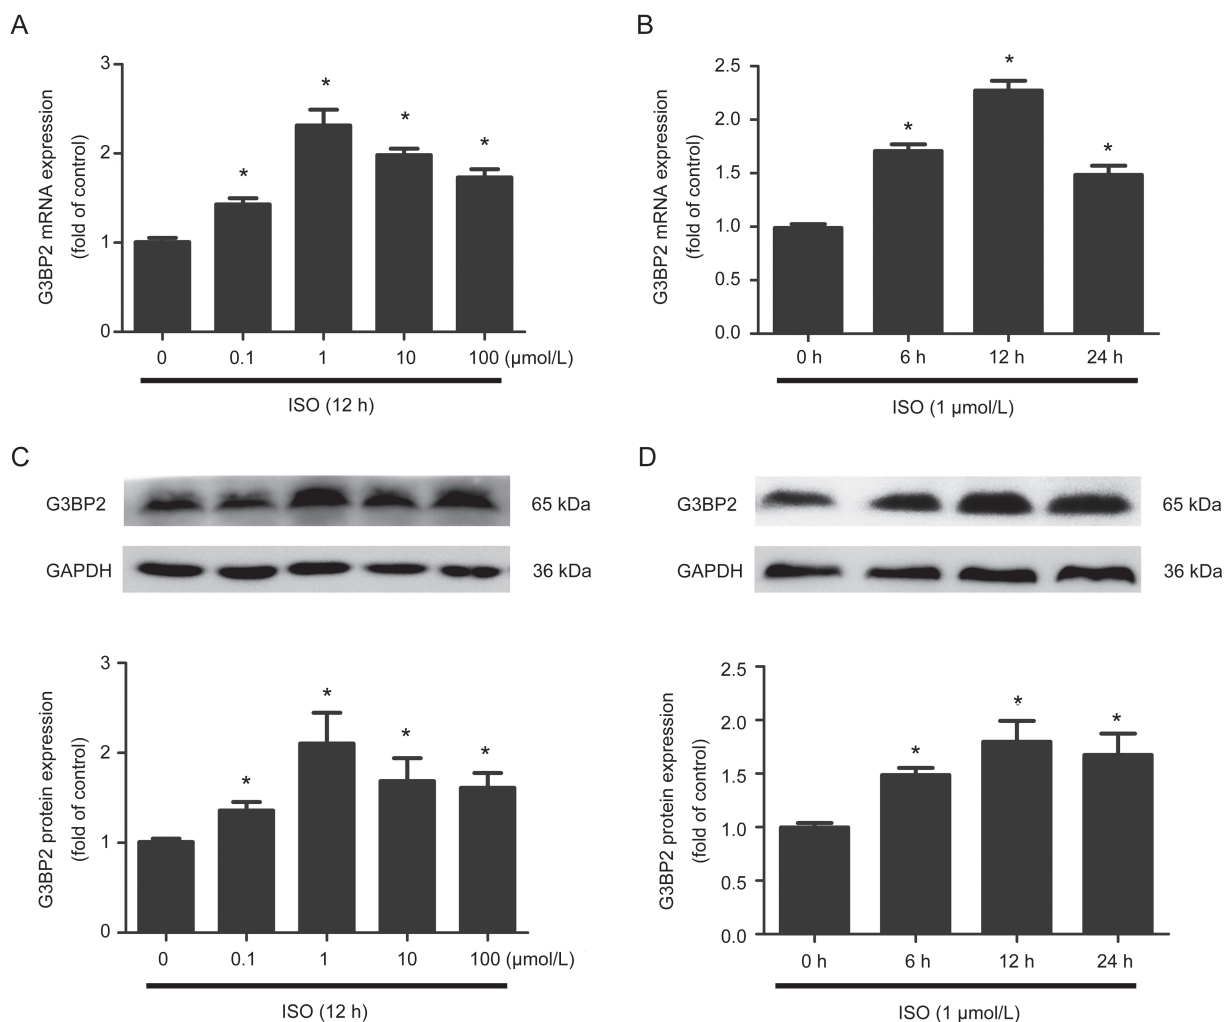 A
G3BP2 mRNA expression
(fold of control)
3
2
1
0
*
*
*
*
0 0.1 1 10 100 (μmol/L)
ISO (12 h)
B
G3BP2 mRNA expression
(fold of control)
2.5
2.0
1.5
1.0
0.5
0.0
*
*
*
0 h 6 h 12 h 24 h
ISO (1 μmol/L)
C
G3BP2 65 kDa
GAPDH 36 kDa
G3BP2 protein expression
(fold of control)
3
2
1
0
*
*
*
*
0 0.1 1 10 100 (μmol/L)
ISO (12 h)
D
G3BP2 65 kDa
GAPDH 36 kDa
G3BP2 protein expression
(fold of control)
2.5
2.0
1.5
1.0
0.5
0.0
*
*
*
0 h 6 h 12 h 24 h
ISO (1 μmol/L)